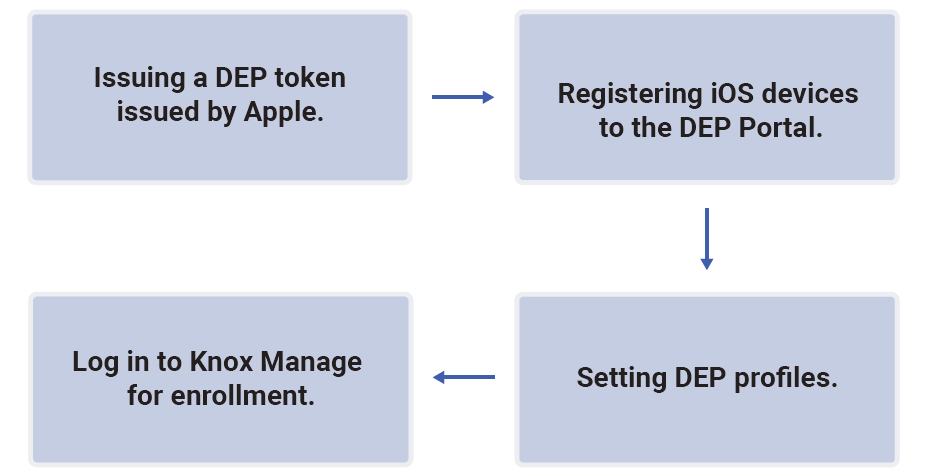 Issuing a DEP token
issued by Apple.
Registering iOS devices
to the DEP Portal.
Setting DEP profiles.
Log in to Knox Manage
for enrollment.